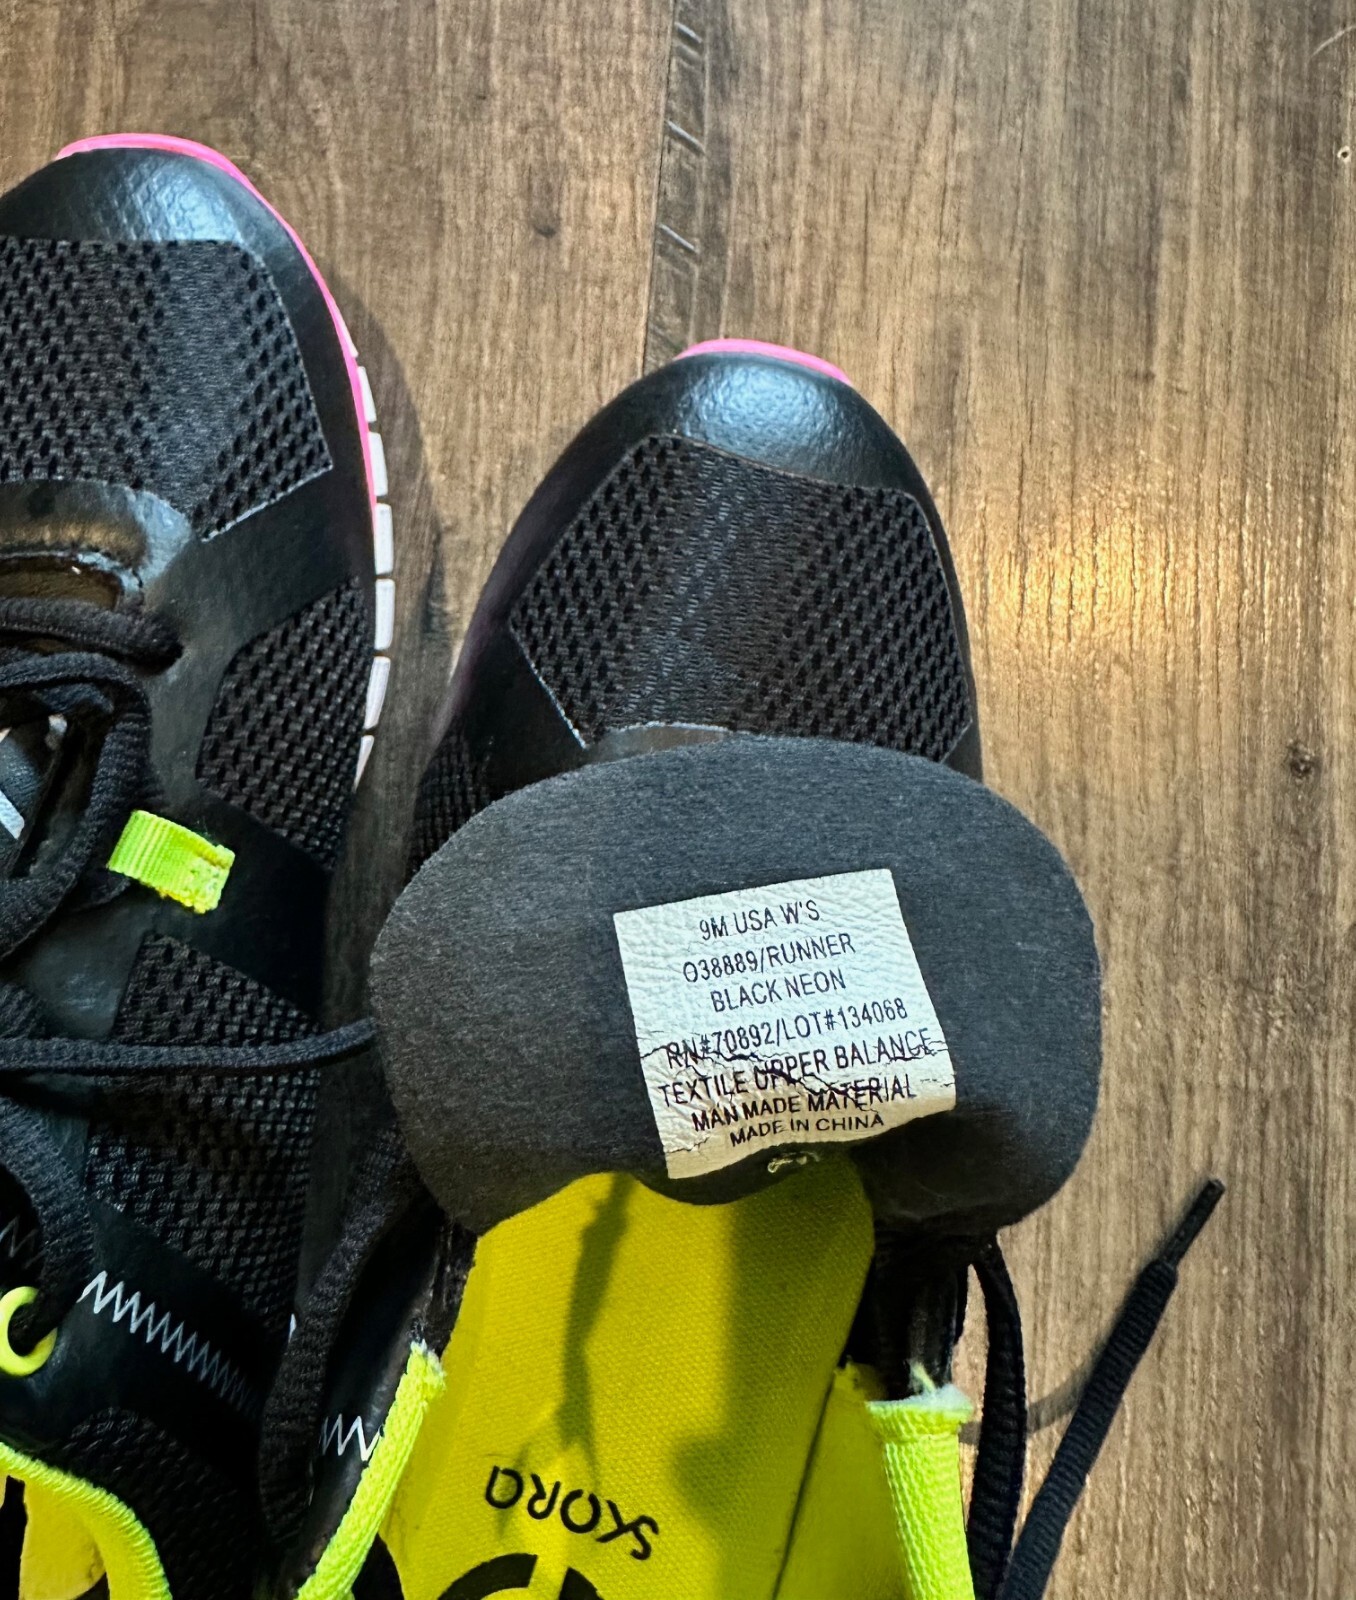 9M USA W'S
O38889/RUNNER
BLACK NEON
RN#70892/LOT#134068
TEXTILE UPPER BALANCE
MAN MADE MATERIAL
MADE IN CHINA
SKORA